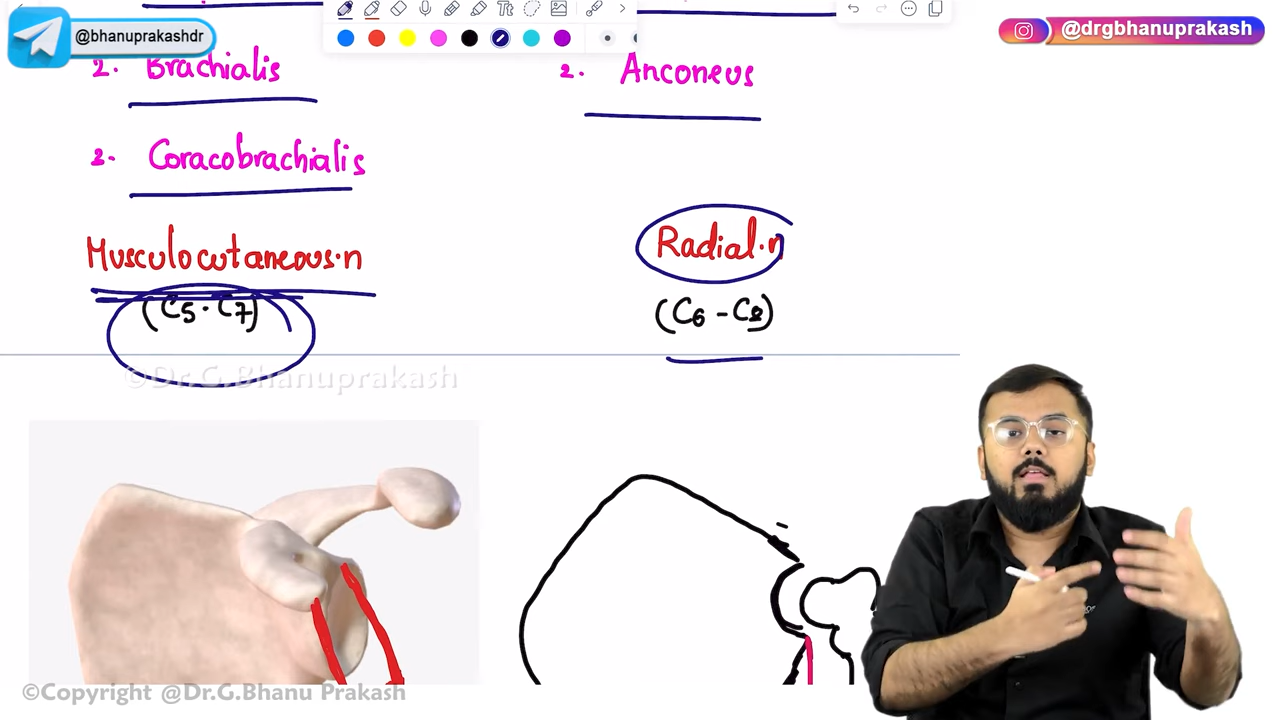 @bhanuprakashdr
@drgbhanuprakash
2. Brachialis
2. Anconeus
2. Coracobrachialis
Musculocutaneous.n
Radial.n
(C5.C7)
(C6-C8)
©Dr.G.Bhanuprakash
©Copyright @Dr.G.Bhanu Prakash